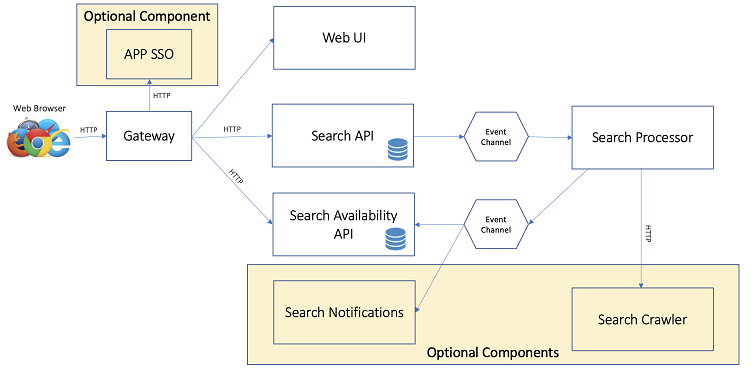 Optional Component
APP SSO
HTTP
Web UI
Web Browser
HTTP
Gateway
HTTP
Search API
Event
Channel
Search Processor
HTTP
Search Availability
API
Event
Channel
HTTP
Search Notifications
Search Crawler
Optional Components